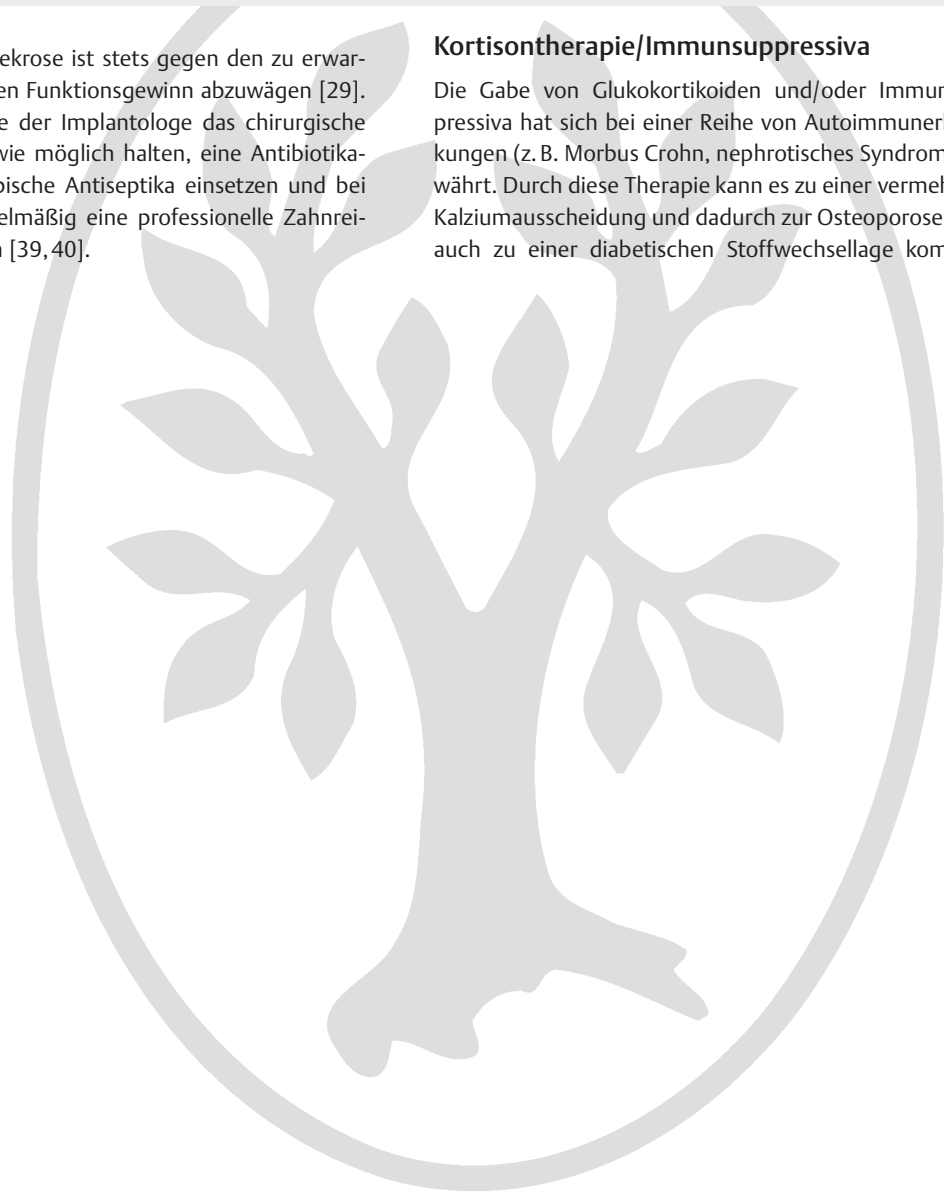 ekrose ist stets gegen den zu erwar-
en Funktionsgewinn abzuwägen [29].
e der Implantologe das chirurgische
wie möglich halten, eine Antibiotika-
pische Antiseptika einsetzen und bei
elmäßig eine professionelle Zahnrei-
n [39, 40].
Kortisontherapie/Immunsuppressiva
Die Gabe von Glukokortikoiden und/oder Immun
pressiva hat sich bei einer Reihe von Autoimmuner
kungen (z. B. Morbus Crohn, nephrotisches Syndrom
währt. Durch diese Therapie kann es zu einer vermeh
Kalziumausscheidung und dadurch zur Osteoporose
auch zu einer diabetischen Stoffwechsellage kom